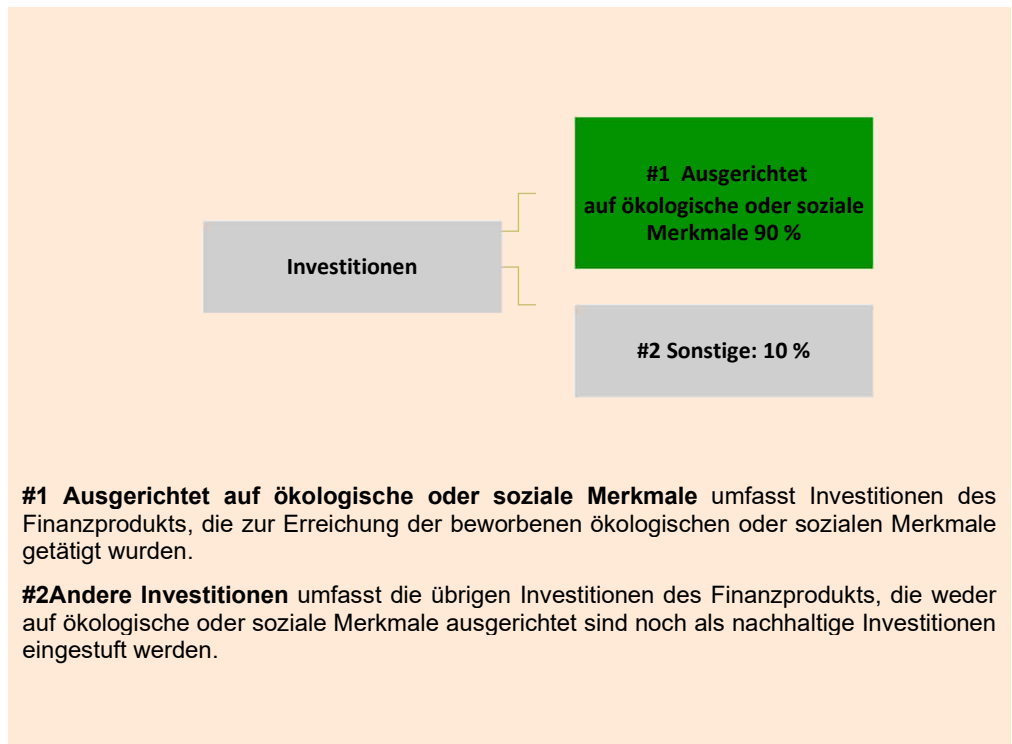 #1 Ausgerichtet
auf ökologische oder soziale
Merkmale 90 %
Investitionen
#2 Sonstige: 10 %
#1 Ausgerichtet auf ökologische oder soziale Merkmale umfasst Investitionen des
Finanzprodukts, die zur Erreichung der beworbenen ökologischen oder sozialen Merkmale
getätigt wurden.
#2Andere Investitionen umfasst die übrigen Investitionen des Finanzprodukts, die weder
auf ökologische oder soziale Merkmale ausgerichtet sind noch als nachhaltige Investitionen
eingestuft werden.